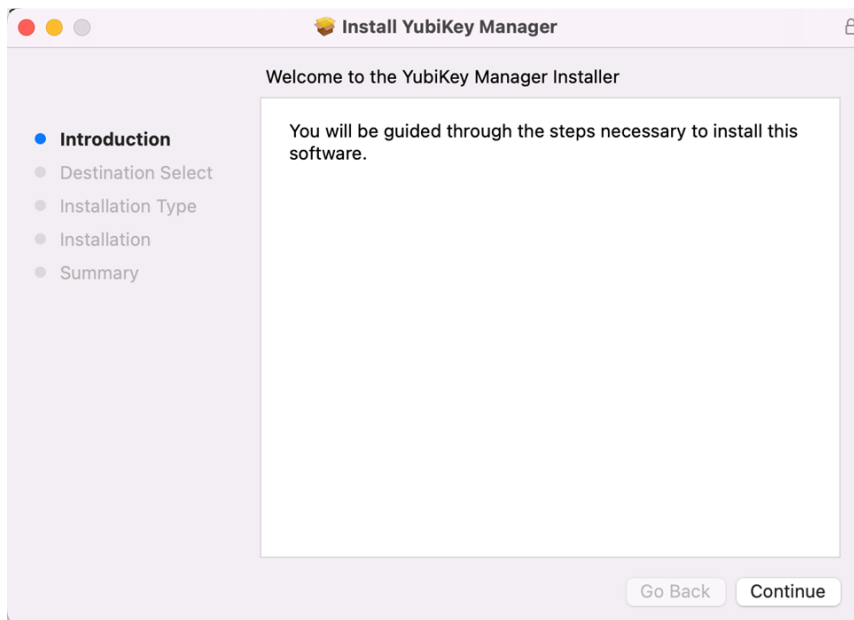 Install YubiKey Manager
Welcome to the YubiKey Manager Installer
Introduction
Destination Select
Installation Type
Installation
Summary
You will be guided through the steps necessary to install this
software.
Go Back
Continue